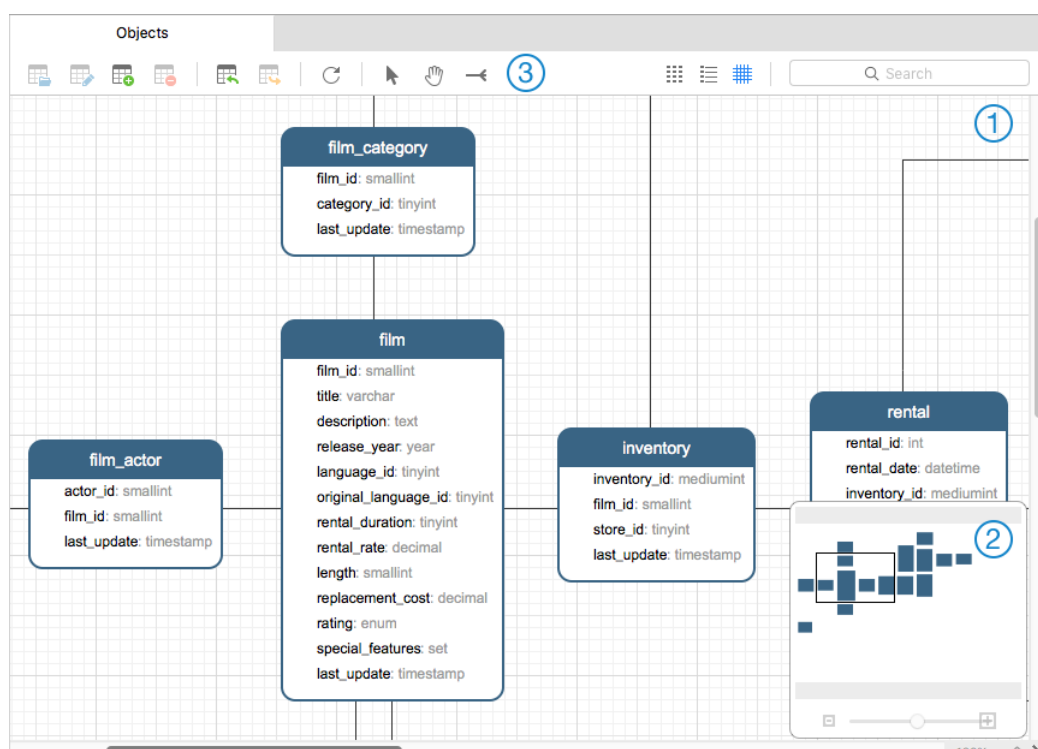 Objects
③
Search
①
film_category
film_id: smallint
category_id: tinyint
last_update: timestamp
film
film_id: smallint
title: varchar
description: text
release_year: year
language_id: tinyint
original_language_id: tinyint
rental_duration: tinyint
rental_rate: decimal
length: smallint
replacement_cost: decimal
rating: enum
special_features: set
last_update: timestamp
film_actor
actor_id: smallint
film_id: smallint
last_update: timestamp
inventory
inventory_id: mediumint
film_id: smallint
store_id: tinyint
last_update: timestamp
rental
rental_id: int
rental_date: datetime
inventory_id: mediumint
②